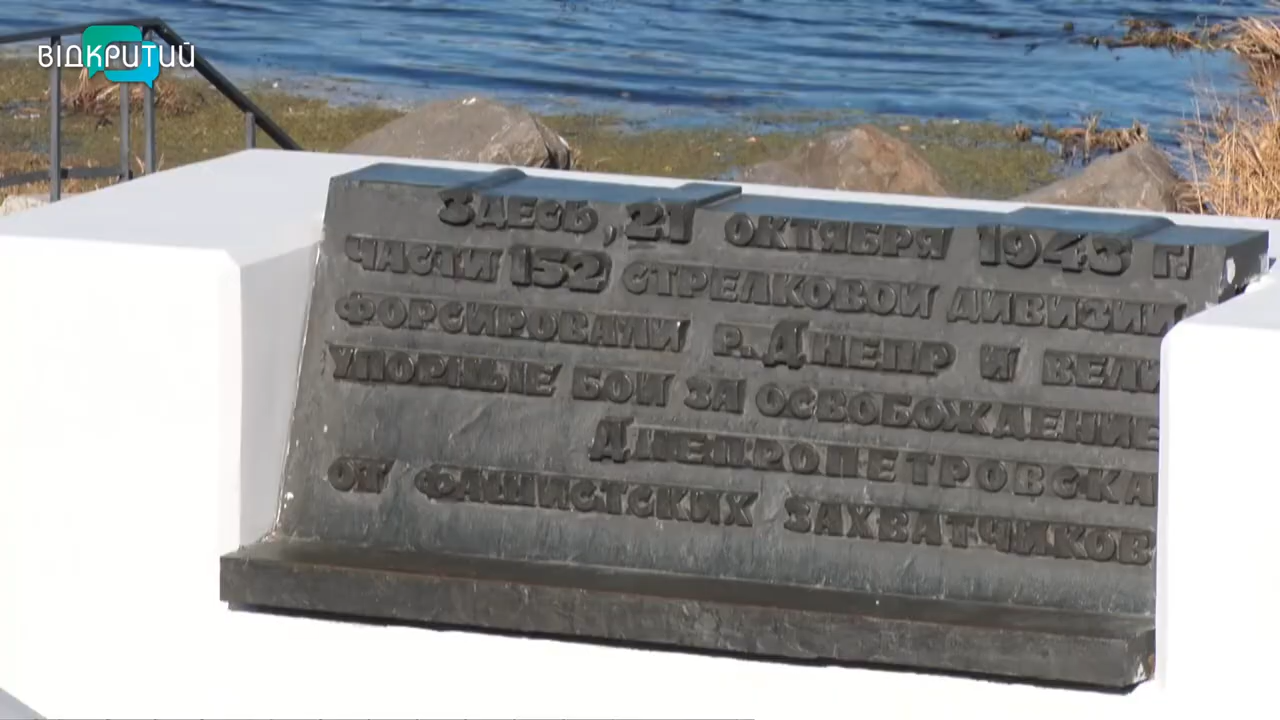 ВІДКРИТИЙ
Здесь, 21 октября 1943 г.
части 152 стрелковой дивизии
форсировали р. Днепр и вели
упорные бои за освобождение
Днепропетровска
от фашистских захватчиков